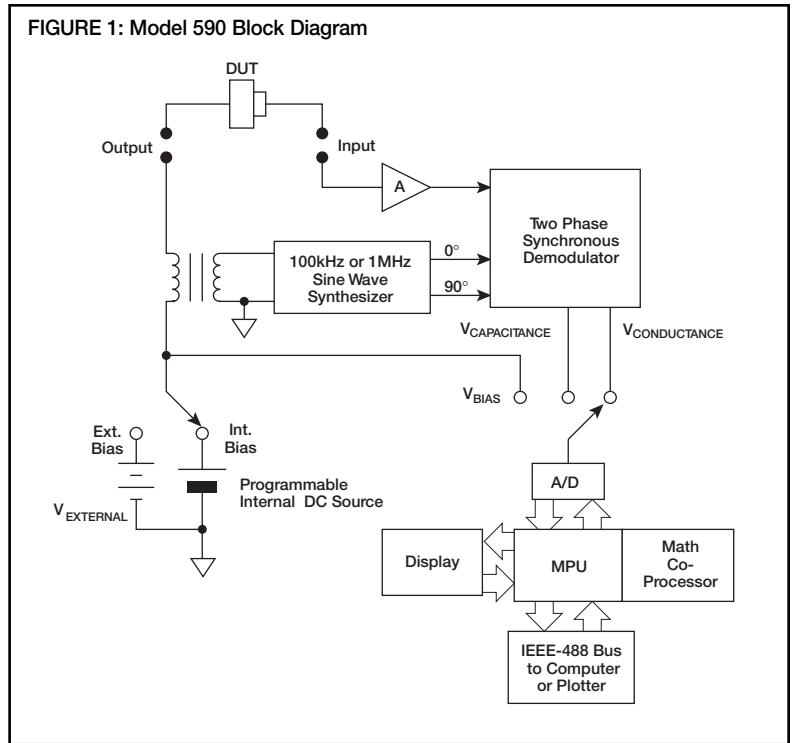 FIGURE 1: Model 590 Block Diagram
DUT
Output
Input
A
Two Phase
Synchronous
Demodulator
100kHz or 1MHz
Sine Wave
Synthesizer
0°
90°
VCAPACITANCE
VCONDUCTANCE
VBIAS
Ext.
Bias
Int.
Bias
VEXTERNAL
Programmable
Internal DC Source
A/D
Display
MPU
Math
Co-
Processor
IEEE-488 Bus
to Computer
or Plotter